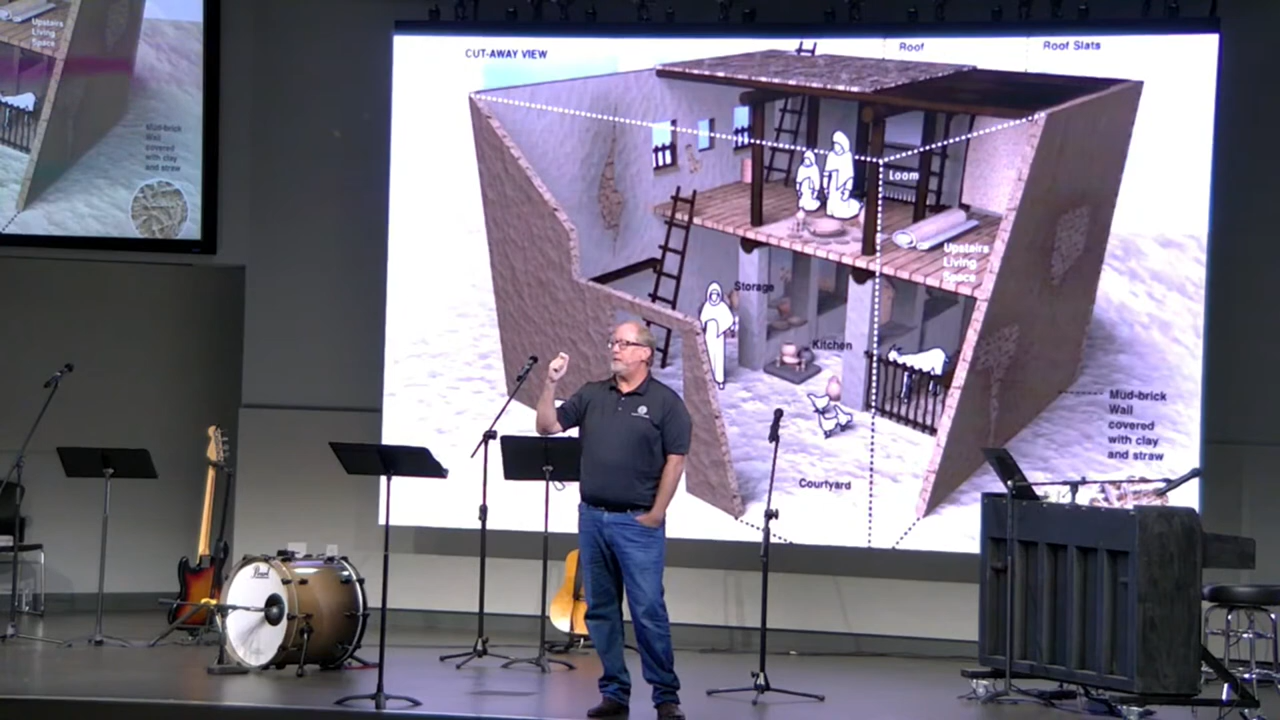 Upstairs
Living
Space
Mud-brick
Wall
covered
with clay
and straw
CUT-AWAY VIEW
Roof
Roof Slats
Loom
Upstairs
Living
Space
Storage
Kitchen
Mud-brick
Wall
covered
with clay
and straw
Courtyard
Pearl